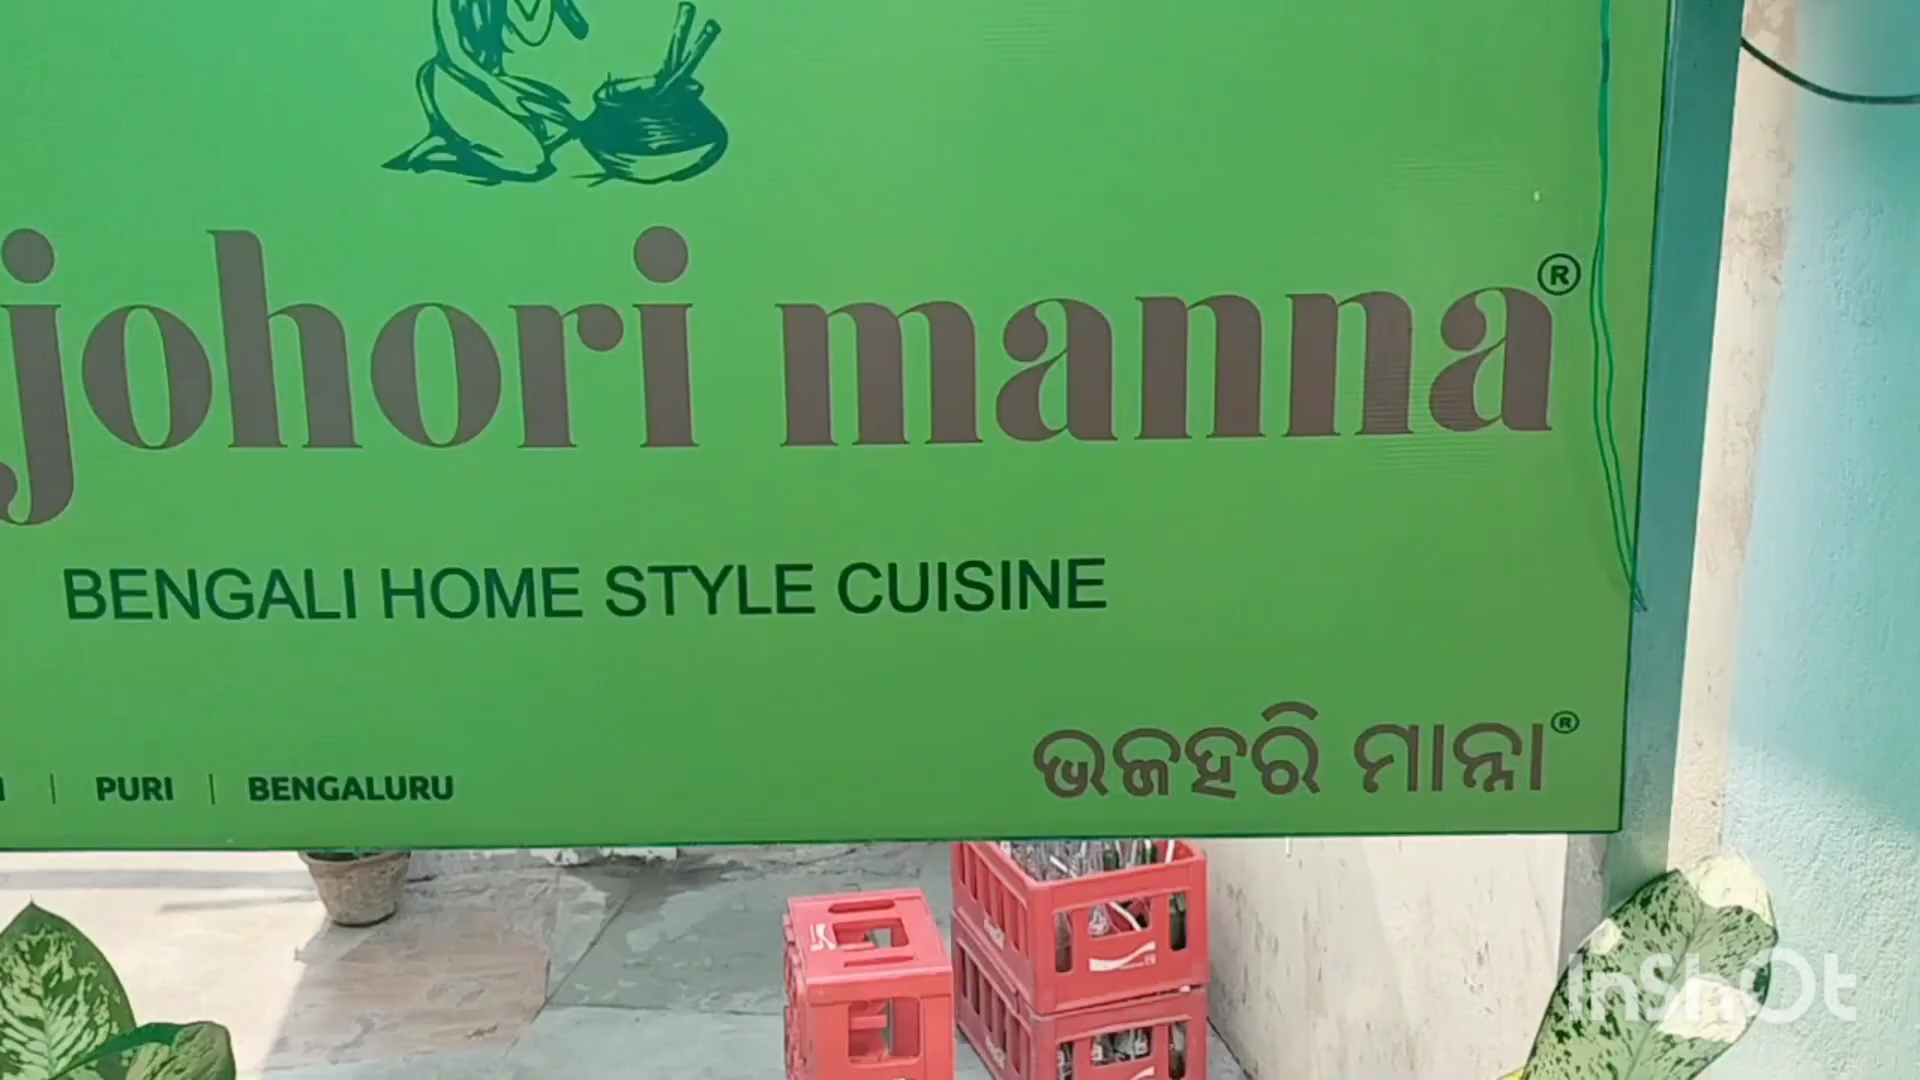 johori manna®
BENGALI HOME STYLE CUISINE
| PURI | BENGALURU
ଭଜହରି ମାନ୍ନା®
InShOt